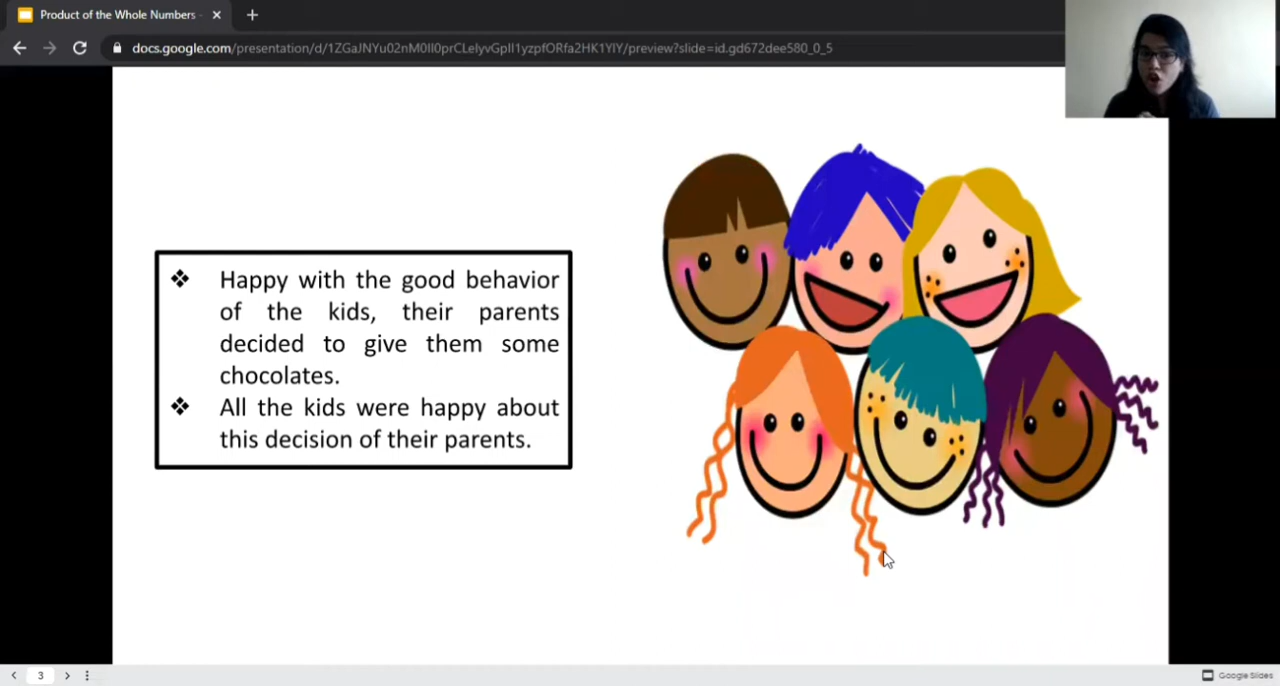 Product of the Whole Numbers -
docs.google.com/presentation/d/1ZGaJNYu02nM0Il0prCLelyvGpIl1yzpfORfa2HK1YlY/preview?slide=id.gd672dee580_0_5
❖ Happy with the good behavior
of the kids, their parents
decided to give them some
chocolates.
❖ All the kids were happy about
this decision of their parents.
3
Google Slides